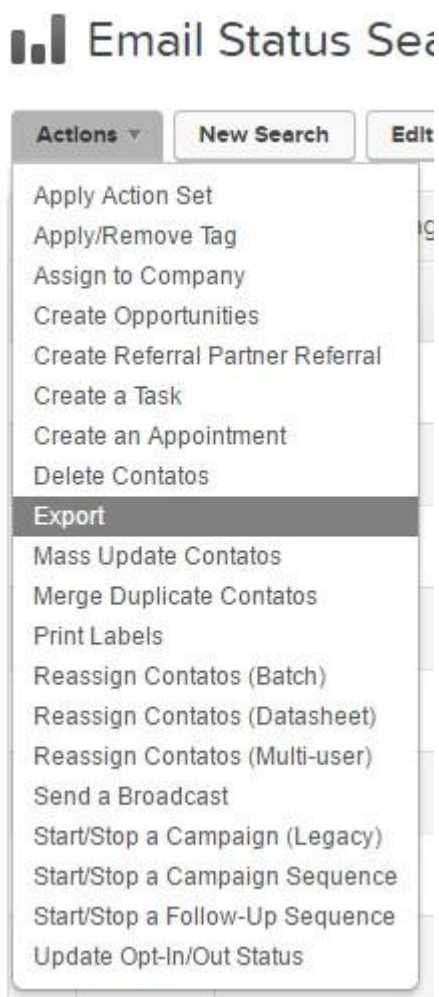 Email Status Sea
Actions New Search Edit
Apply Action Set
Apply/Remove Tag
Assign to Company
Create Opportunities
Create Referral Partner Referral
Create a Task
Create an Appointment
Delete Contatos
Export
Mass Update Contatos
Merge Duplicate Contatos
Print Labels
Reassign Contatos (Batch)
Reassign Contatos (Datasheet)
Reassign Contatos (Multi-user)
Send a Broadcast
Start/Stop a Campaign (Legacy)
Start/Stop a Campaign Sequence
Start/Stop a Follow-Up Sequence
Update Opt-In/Out Status